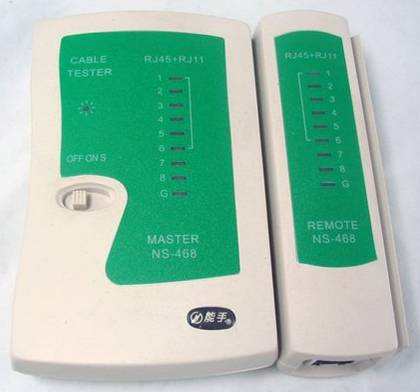 CABLE
TESTER
RJ45+RJ11
1
2
3
4
5
6
7
8
G
OFF ON S
MASTER
NS-468
能手®
RJ45+RJ11
1
2
3
4
5
6
7
8
G
REMOTE
NS-468